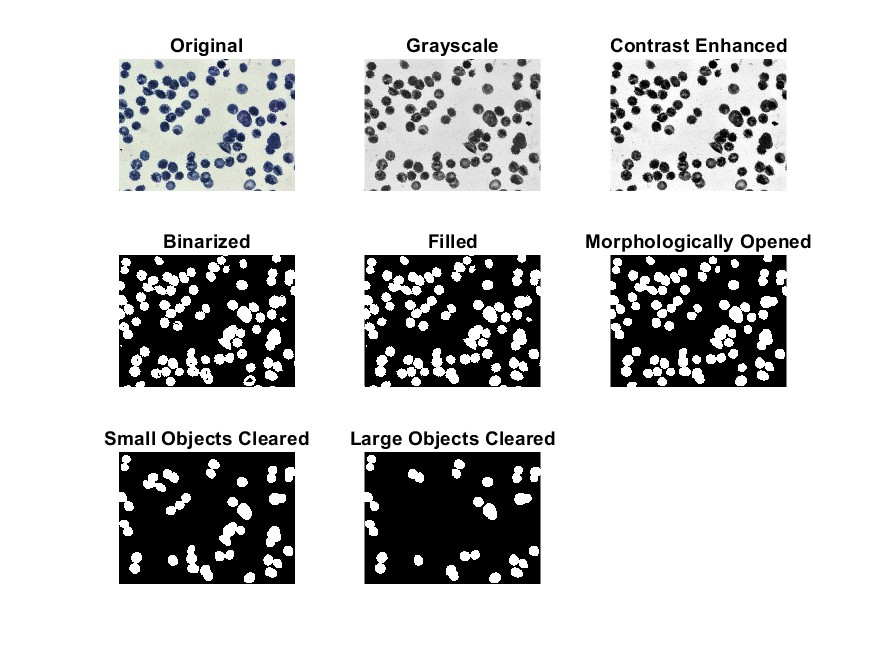 Original
Grayscale
Contrast Enhanced
Binarized
Filled
Morphologically Opened
Small Objects Cleared
Large Objects Cleared